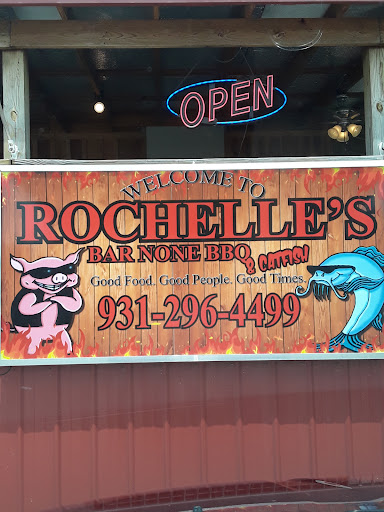 OPEN
WELCOME TO
ROCHELLE'S
BAR NONE BBQ & CATFISH
Good Food. Good People. Good Times.
931-296-4499